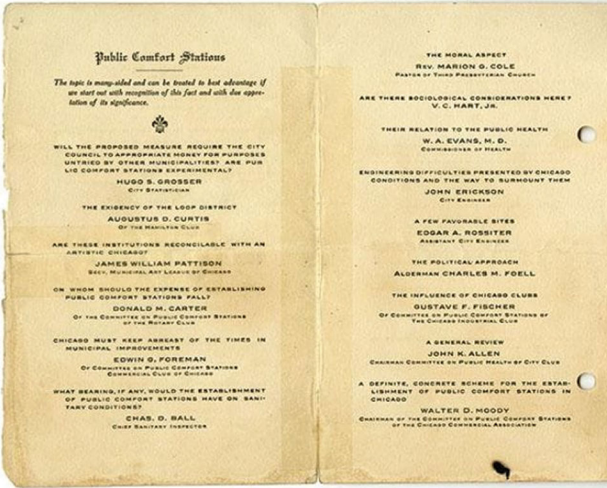 Public Comfort Stations
The topic is many-sided and can be treated to best advantage if
we start out with recognition of this fact and with due appre-
iation of its significance.
WILL THE PROPOSED MEASURE REQUIRE THE CITY
COUNCIL TO APPROPRIATE MONEY FOR PURPOSES
UNTRIED BY OTHER MUNICIPALITIES? ARE PUB
LIC COMFORT STATIONS EXPERIMENTAL?
HUGO S. GROSSER
CITY STATISTICIAN
THE EXIGENCY OF THE LOOP DISTRICT
AUGUSTUS D. CURTIS
OF THE HAMILTON CLUB
ARE THESE INSTITUTIONS RECONCILABLE WITH AN
ARTISTIC CHICAGO?
JAMES WILLIAM PATTISON
SECY. MUNICIPAL ART LEAGUE OF CHICAGO
ON WHOM SHOULD THE EXPENSE OF ESTABLISHING
PUBLIC COMFORT STATIONS FALL?
DONALD M. CARTER
OF THE COMMITTEE ON PUBLIC COMFORT STATIONS
OF THE ROTARY CLUB
CHICAGO MUST KEEP ABREAST OF THE TIMES IN
MUNICIPAL IMPROVEMENTS
EDWIN G. FOREMAN
OF COMMITTEE ON PUBLIC COMFORT STATIONS
COMMERCIAL CLUB OF CHICAGO
WHAT BEARING, IF ANY, WOULD THE ESTABLISHMENT
OF PUBLIC COMFORT STATIONS HAVE ON SANI-
TARY CONDITIONS?
CHAS. D. BALL
CHIEF SANITARY INSPECTOR
THE MORAL ASPECT
REV. MARION G. COLE
PASTOR OF THIRD PRESBYTERIAN CHURCH
ARE THERE SOCIOLOGICAL CONSIDERATIONS HERE?
V. C. HART, JR.
THEIR RELATION TO THE PUBLIC HEALTH
W. A. EVANS, M. D.
COMMISSIONER OF HEALTH
ENGINEERING DIFFICULTIES PRESENTED BY CHICAGO
CONDITIONS AND THE WAY TO SURMOUNT THEM
JOHN ERICKSON
CITY ENGINEER
A FEW FAVORABLE SITES
EDGAR A. ROSSITER
ASSISTANT CITY ENGINEER
THE POLITICAL APPROACH
ALDERMAN CHARLES M. FOELL
THE INFLUENCE OF CHICAGO CLUBS
GUSTAVE F. FISCHER
OF COMMITTEE ON PUBLIC COMFORT STATIONS OF
THE CHICAGO INDUSTRIAL CLUB
A GENERAL REVIEW
JOHN K. ALLEN
CHAIRMAN COMMITTEE ON PUBLIC HEALTH OF CITY CLUB
A DEFINITE, CONCRETE SCHEME FOR THE ESTAB-
LISHMENT OF PUBLIC COMFORT STATIONS IN
CHICAGO
WALTER D. MOODY
CHAIRMAN OF THE COMMITTEE ON PUBLIC COMFORT STATIONS
OF THE CHICAGO COMMERCIAL ASSOCIATION